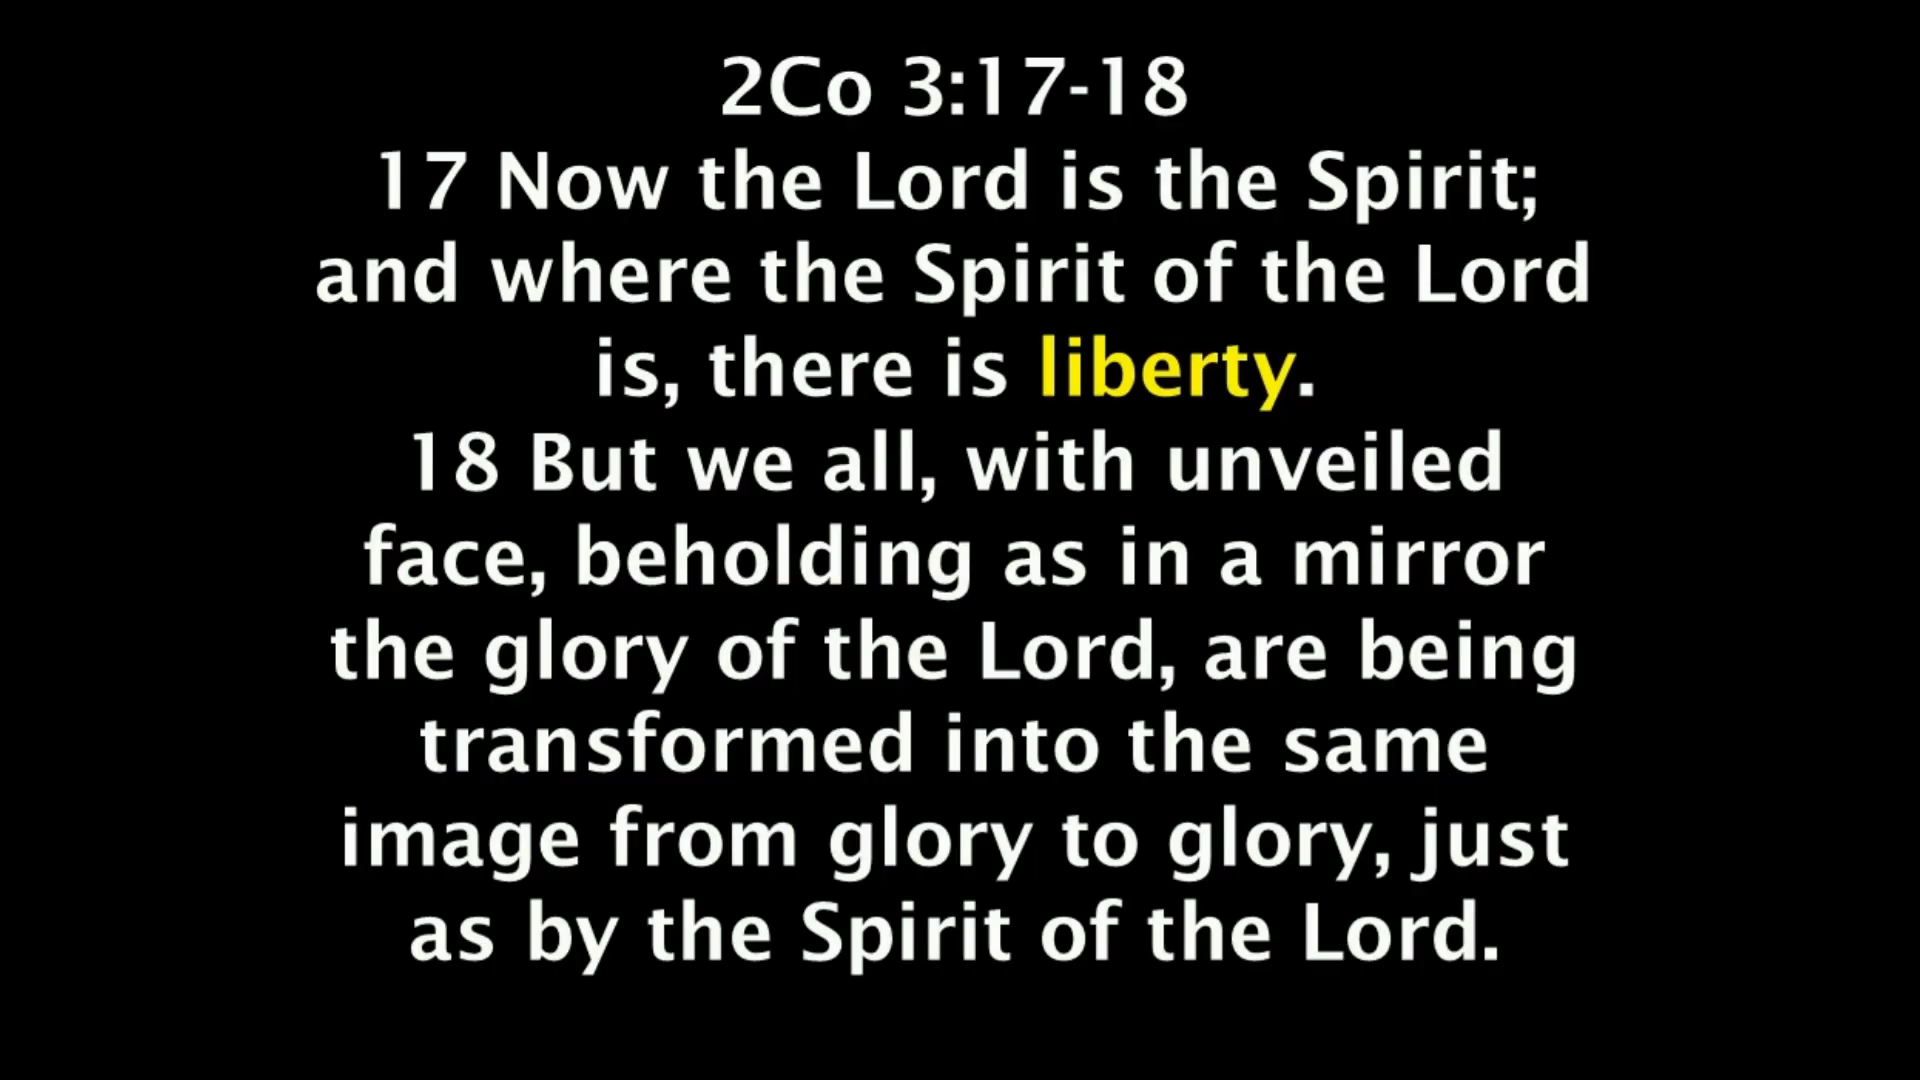 2Co 3:17-18
17 Now the Lord is the Spirit;
and where the Spirit of the Lord
is, there is liberty.
18 But we all, with unveiled
face, beholding as in a mirror
the glory of the Lord, are being
transformed into the same
image from glory to glory, just
as by the Spirit of the Lord.